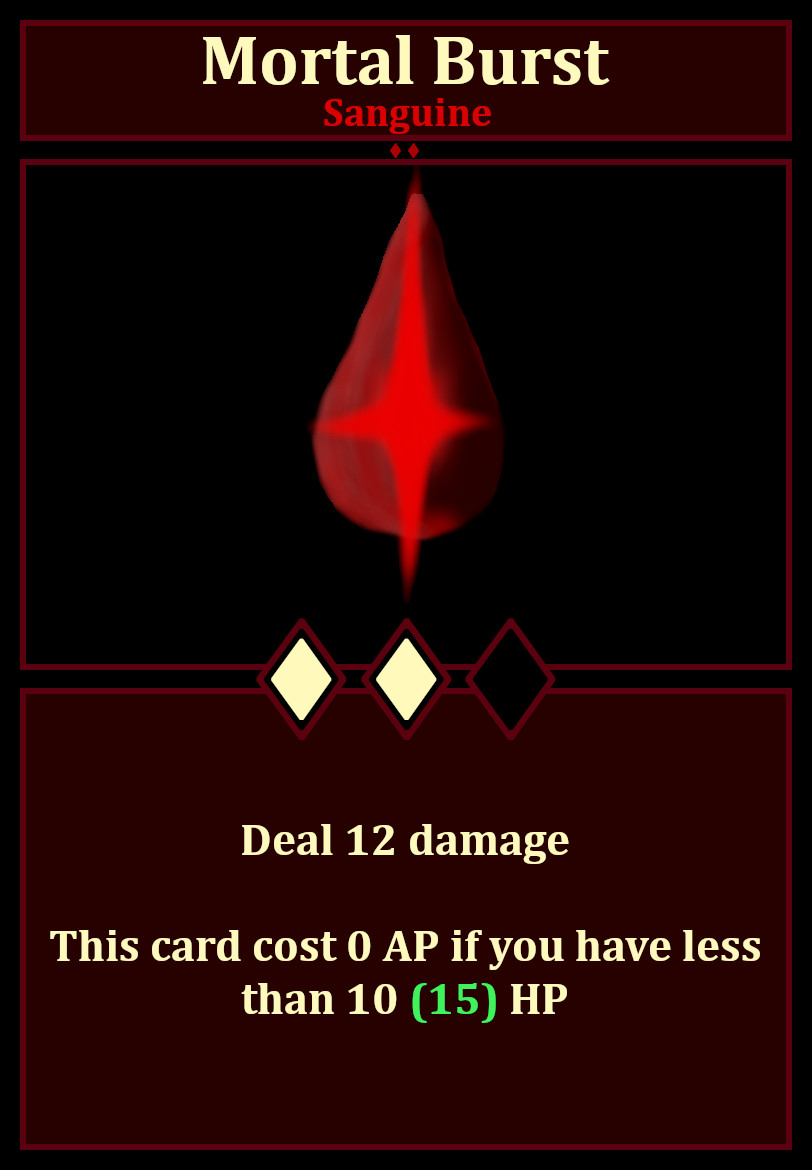 Mortal Burst
Sanguine
Deal 12 damage
This card cost 0 AP if you have less
than 10 (15) HP